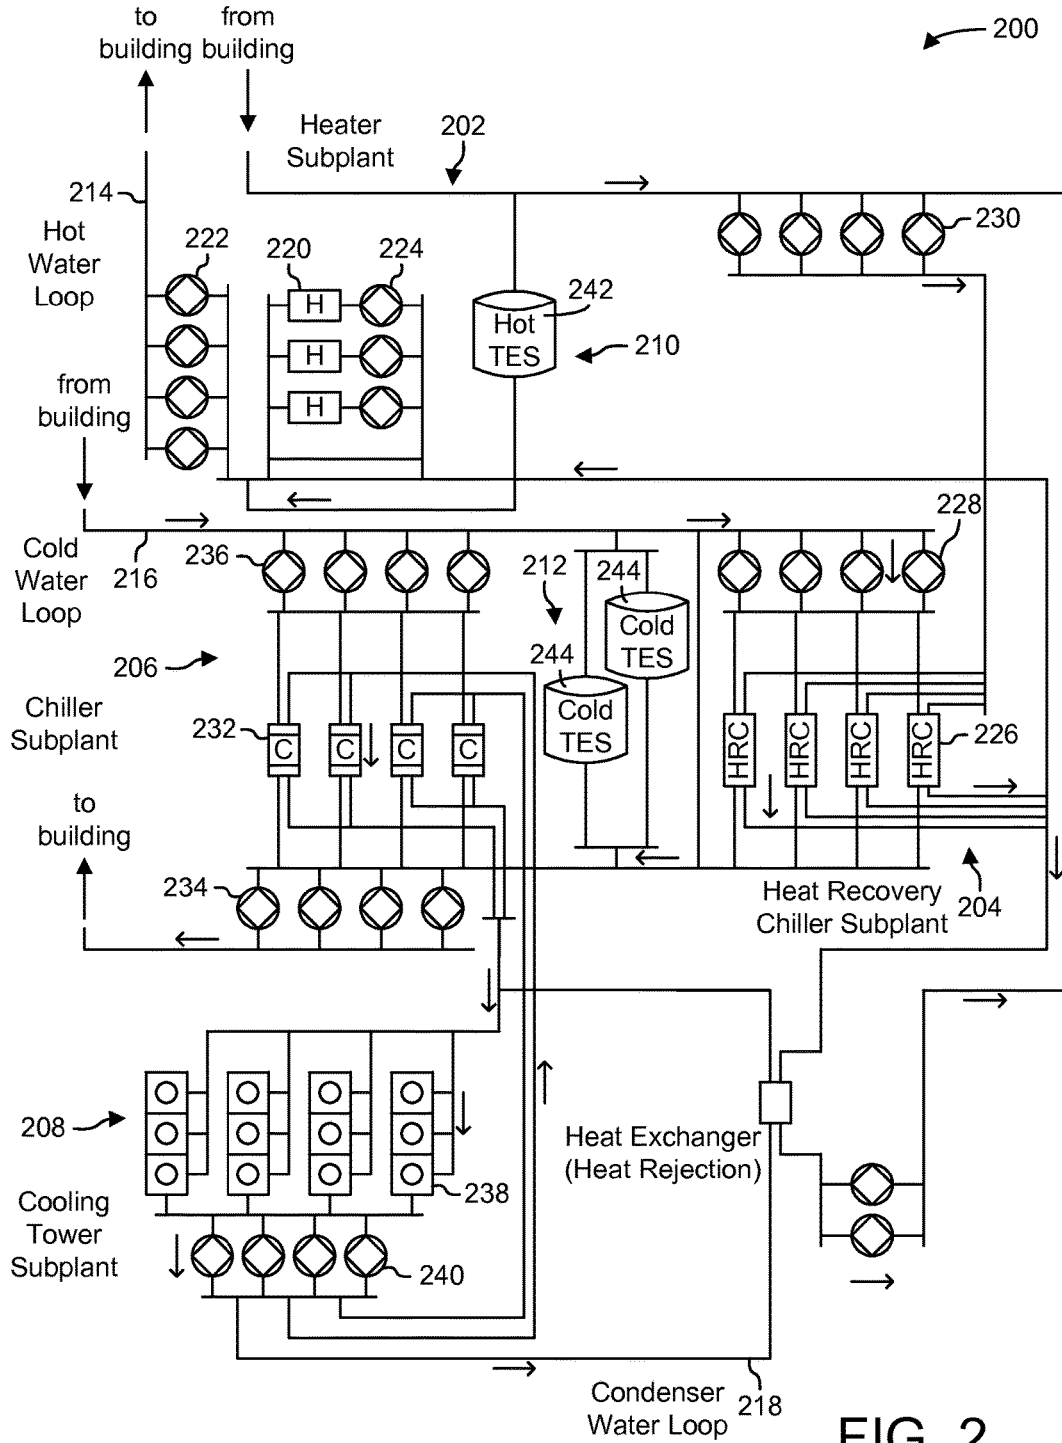 to
building
from
building
200
Heater
Subplant
202
214
Hot
Water
Loop
222
220
224
230
H
H
H
242
Hot
TES
210
from
building
Cold
Water
Loop
216
236
212
244
Cold
TES
228
206
244
Cold
TES
Chiller
Subplant
232
C
C
C
C
HRC
HRC
HRC
HRC
226
to
building
234
Heat Recovery
Chiller Subplant
204
208
Heat Exchanger
(Heat Rejection)
238
Cooling
Tower
Subplant
240
Condenser
Water Loop
218
FIG. 2